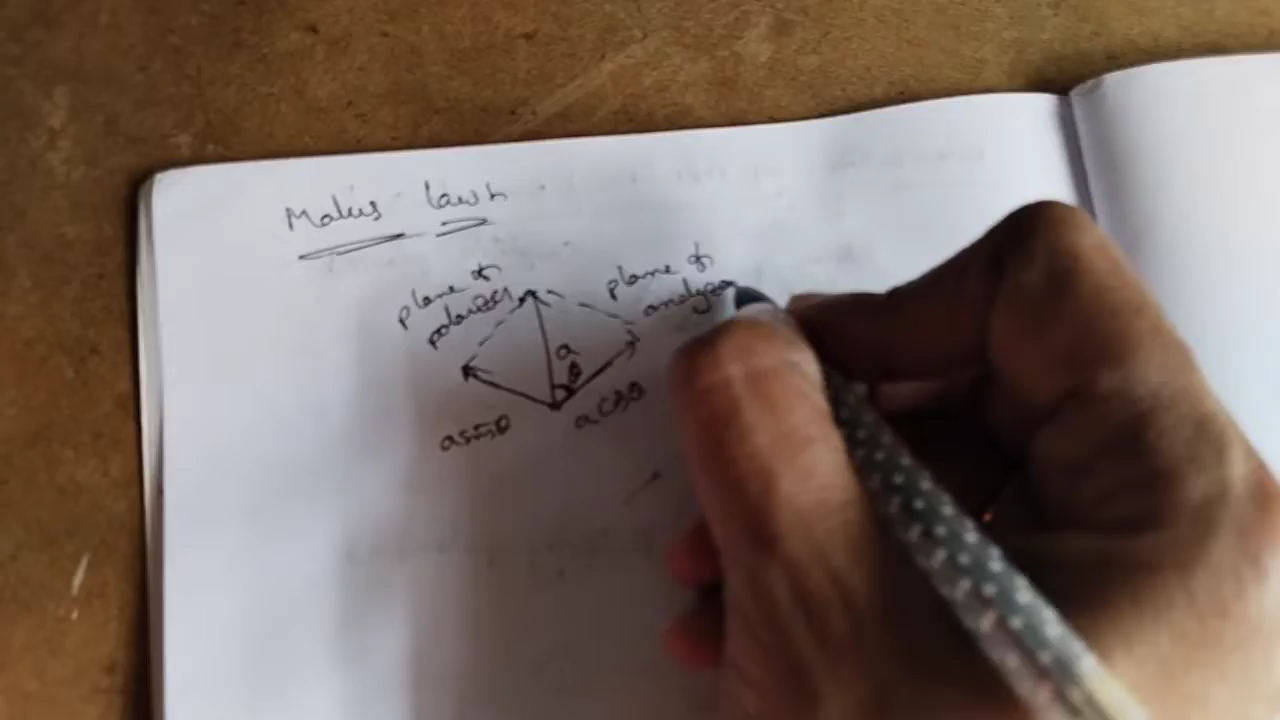 Malus law
plane of
polarizer
plane of
analyzer
a
θ
a sinθ
a cosθ